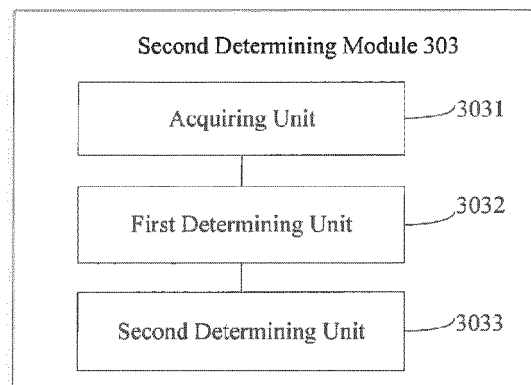 Second Determining Module 303
Acquiring Unit
3031
First Determining Unit
3032
Second Determining Unit
3033